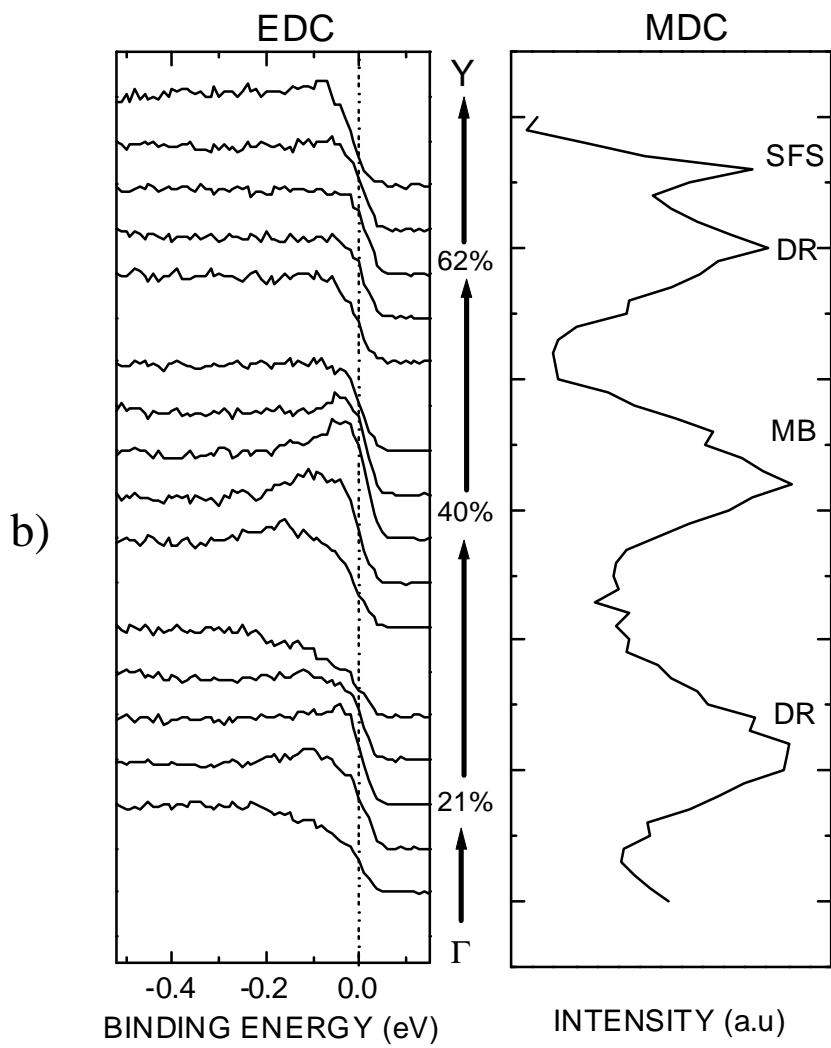 EDC
MDC
Y
SFS
DR
62%
MB
40%
b)
DR
21%
Γ
-0.4
-0.2
0.0
BINDING ENERGY (eV)
INTENSITY (a.u)